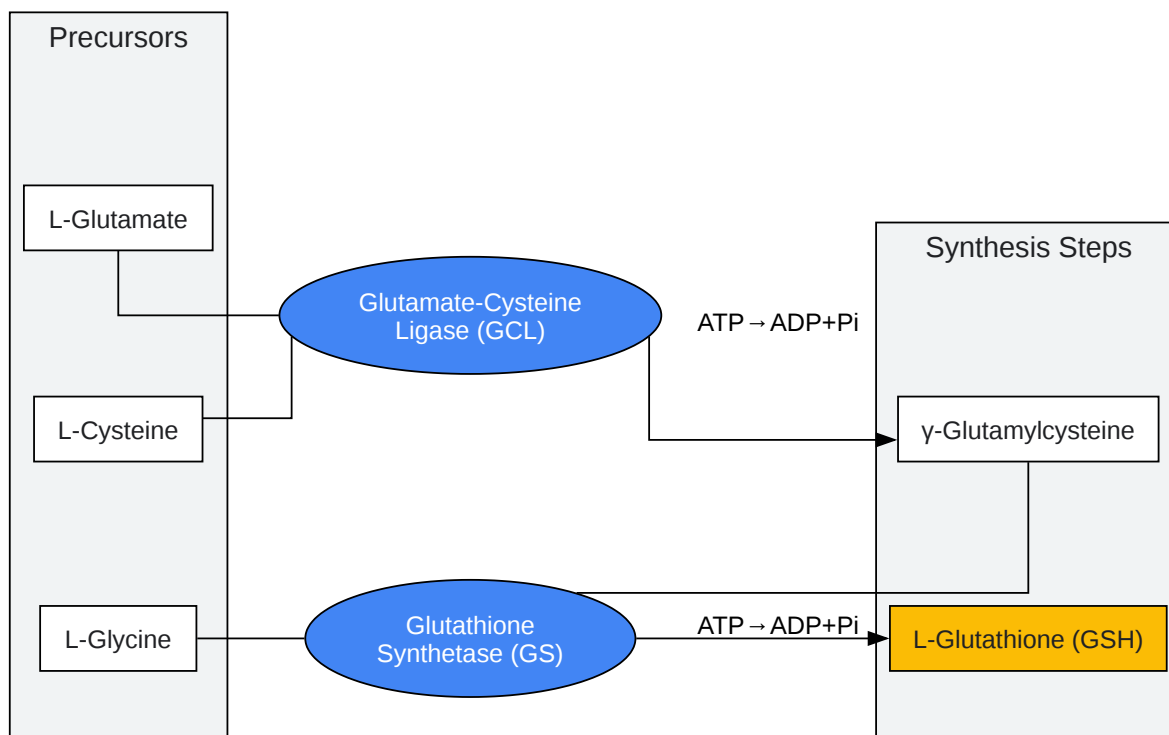 Precursors
L-Glutamate
Synthesis Steps
Glutamate-Cysteine
Ligase (GCL)
ATP→ADP+Pi
L-Cysteine
γ-Glutamylcysteine
L-Glycine
Glutathione
Synthetase (GS)
ATP→ADP+Pi
L-Glutathione (GSH)